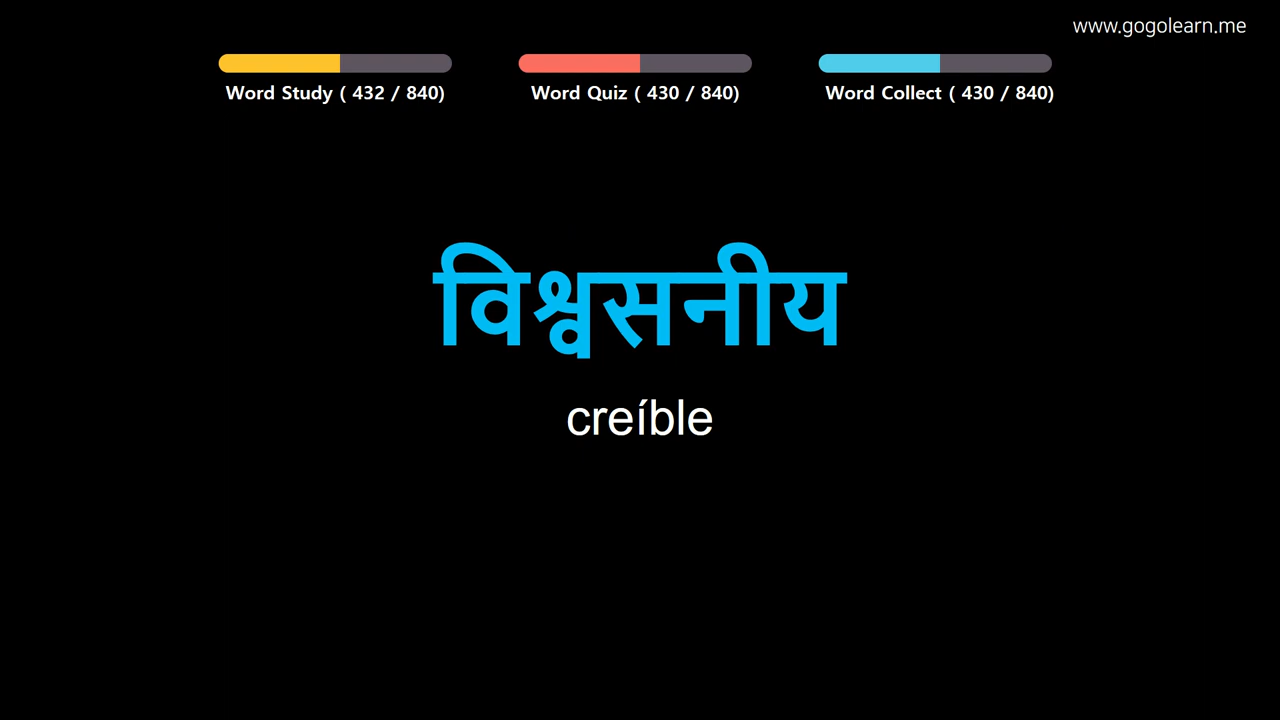 www.gogolearn.me
Word Study ( 432 / 840)
Word Quiz ( 430 / 840)
Word Collect ( 430 / 840)
विश्वसनीय
creíble